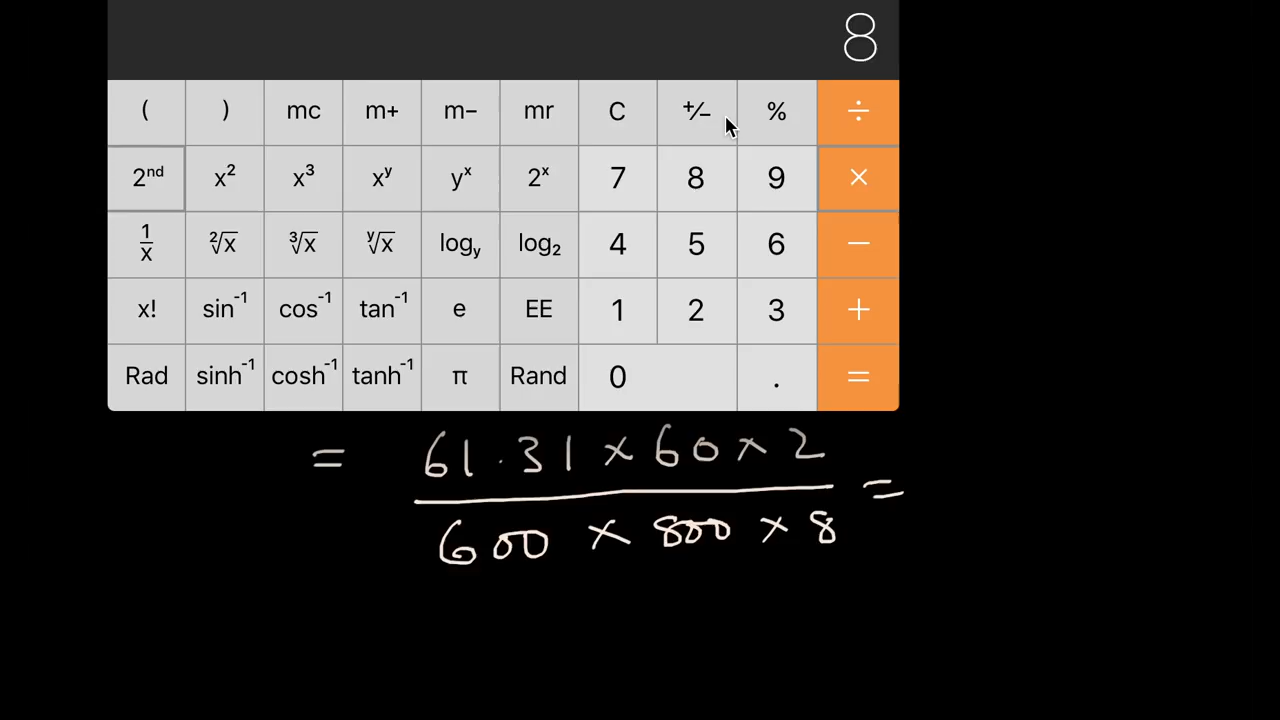 8
( ) mc m+ m− mr C +/− % ÷
2nd x² x³ xʸ yˣ 2ˣ 7 8 9 ×
1/x ²√x ³√x ʸ√x logᵧ log₂ 4 5 6 −
x! sin⁻¹ cos⁻¹ tan⁻¹ e EE 1 2 3 +
Rad sinh⁻¹ cosh⁻¹ tanh⁻¹ π Rand 0 . =
= 61.31 × 60 × 2
600 × 800 × 8 =